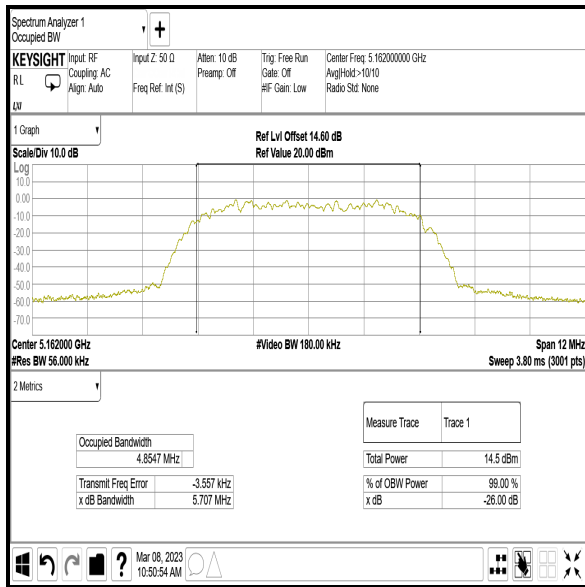 Spectrum Analyzer 1
Occupied BW
KEYSIGHT
R L
LXI
Input: RF
Coupling: AC
Align: Auto
Input Z: 50 Ω
Freq Ref: Int (S)
Atten: 10 dB
Preamp: Off
Trig: Free Run
Gate: Off
#IF Gain: Low
Center Freq: 5.162000000 GHz
Avg|Hold:>10/10
Radio Std: None
1 Graph
Scale/Div 10.0 dB
Ref Lvl Offset 14.60 dB
Ref Value 20.00 dBm
Log
10.0
0.00
-10.0
-20.0
-30.0
-40.0
-50.0
-60.0
-70.0
Center 5.162000 GHz
#Res BW 56.000 kHz
#Video BW 180.00 kHz
Span 12 MHz
Sweep 3.80 ms (3001 pts)
2 Metrics
Occupied Bandwidth
4.8547 MHz
Transmit Freq Error -3.557 kHz
x dB Bandwidth 5.707 MHz
Measure Trace Trace 1
Total Power 14.5 dBm
% of OBW Power 99.00 %
x dB -26.00 dB
?
Mar 08, 2023
10:50:54 AM